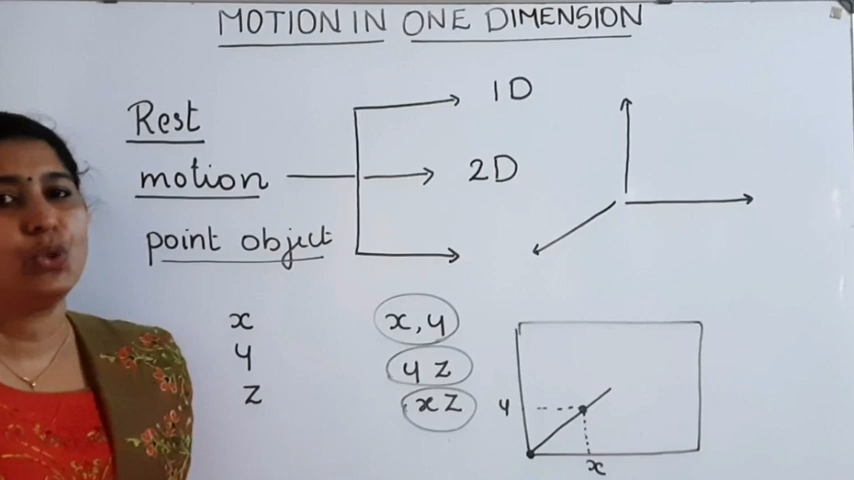 MOTION IN ONE DIMENSION
Rest
1D
motion
2D
point object
x
x, y
y
y z
z
x z
y
x